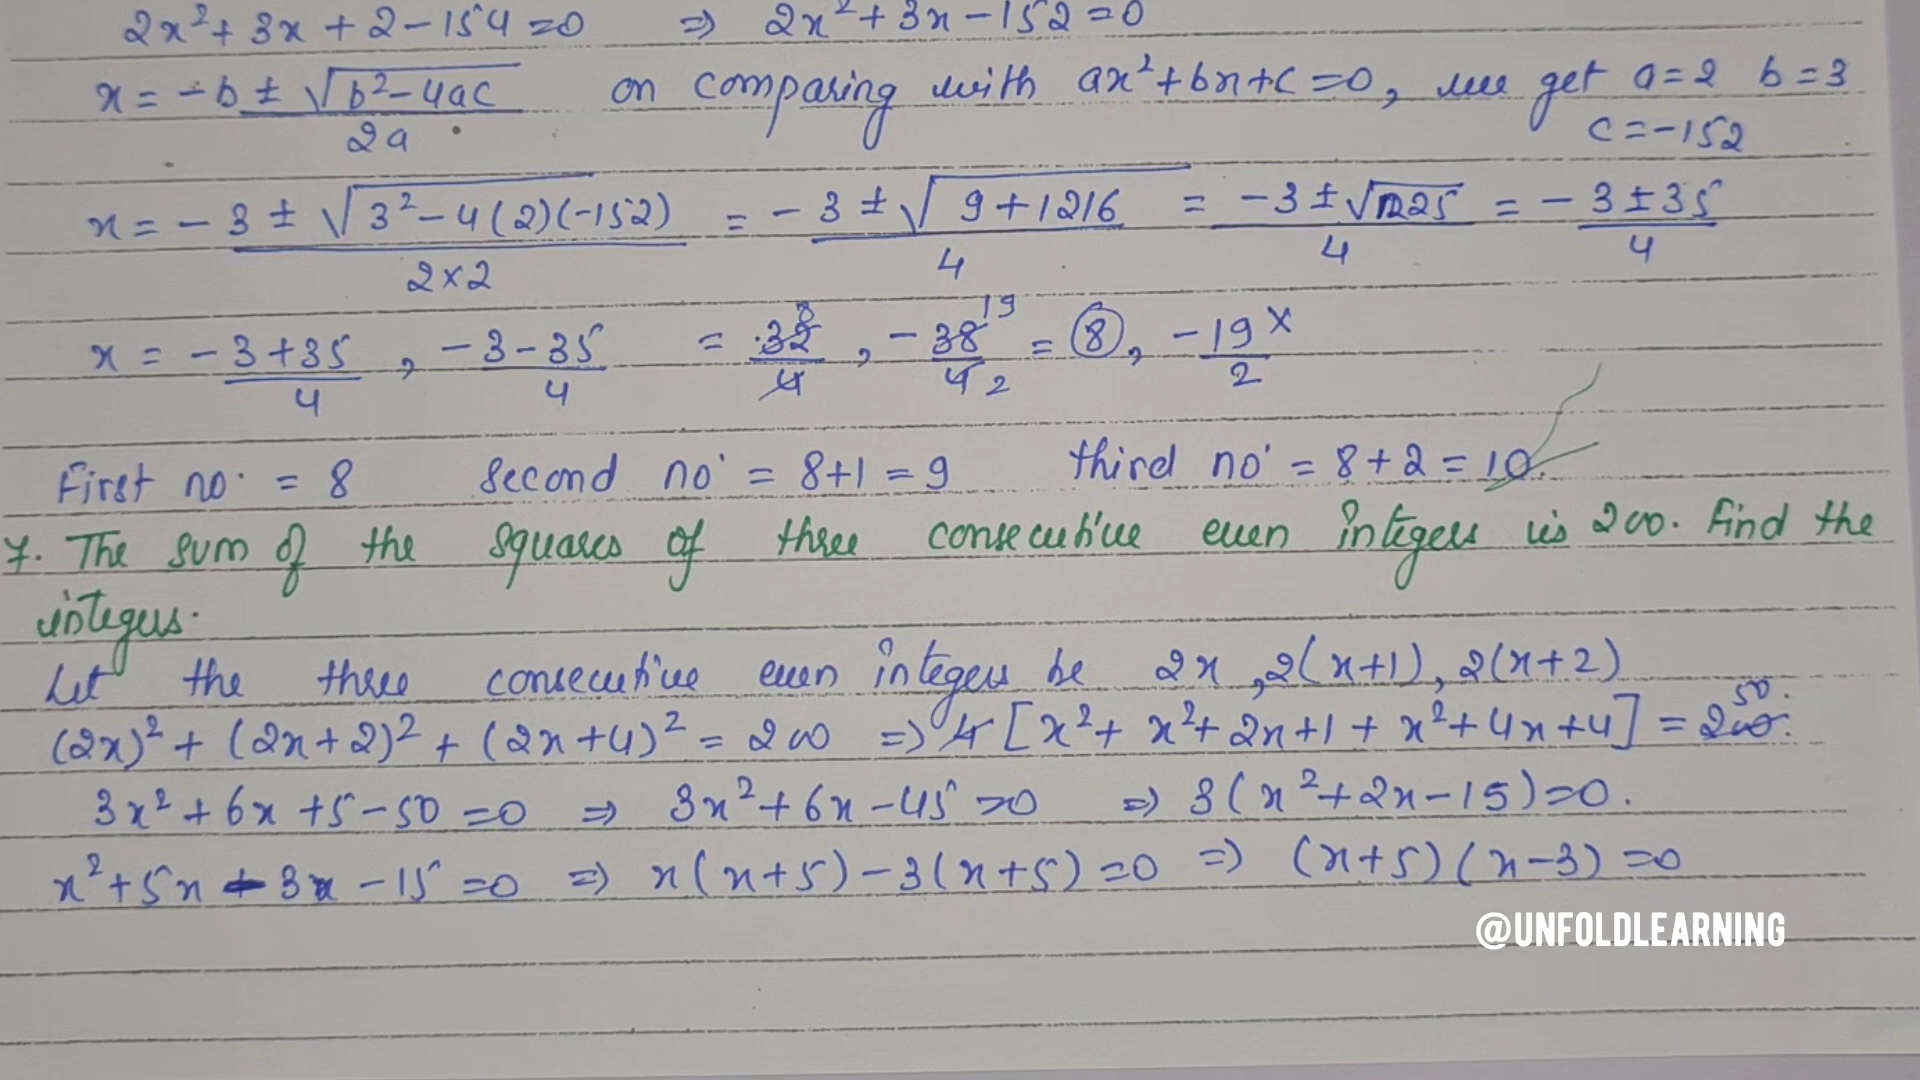 2x²+3x+2-154=0 ⇒ 2x²+3x-152=0
x = -b ± √b²-4ac / 2a on comparing with ax²+bx+c=0, we get a=2 b=3
c=-152
x = -3 ± √3²-4(2)(-152) / 2×2 = -3 ± √9+1216 / 4 = -3 ± √1225 / 4 = -3 ± 35 / 4
x = -3+35 / 4 , -3-35 / 4 = 32 8 / 4 , -38 19 / 4 2 = 8, -19 / 2 ×
First no. = 8 Second no. = 8+1=9 third no. = 8+2=10.
7. The sum of the squares of three consecutive even integers is 200. Find the
integers.
Let the three consecutive even integers be 2x, 2(x+1), 2(x+2)
(2x)² + (2x+2)² + (2x+4)² = 200 ⇒ 4[x²+x²+2x+1+x²+4x+4] = 200. 50.
3x²+6x+5-50=0 ⇒ 3x²+6x-45=0 ⇒ 3(x²+2x-15)=0.
x²+5x-3x-15=0 ⇒ x(x+5)-3(x+5)=0 ⇒ (x+5)(x-3)=0
@UNFOLDLEARNING